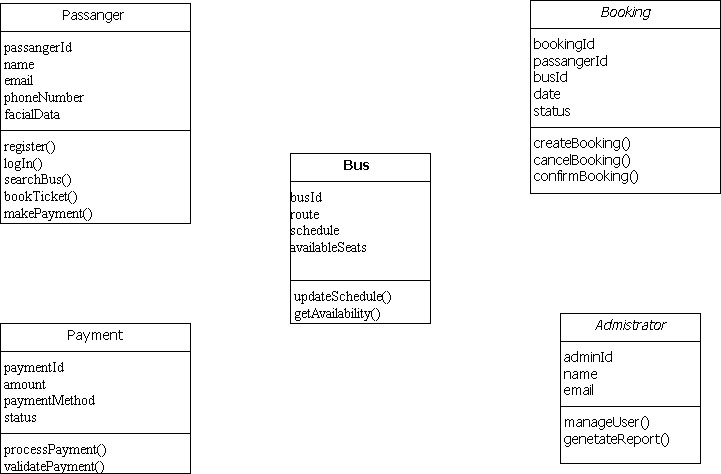 Passanger
passangerId
name
email
phoneNumber
facialData
register()
logIn()
searchBus()
bookTicket()
makePayment()
Booking
bookingId
passangerId
busId
date
status
createBooking()
cancelBooking()
confirmBooking()
Bus
busId
route
schedule
availableSeats
updateSchedule()
getAvailability()
Payment
paymentId
amount
paymentMethod
status
processPayment()
validatePayment()
Admistrator
adminId
name
email
manageUser()
genetateReport()